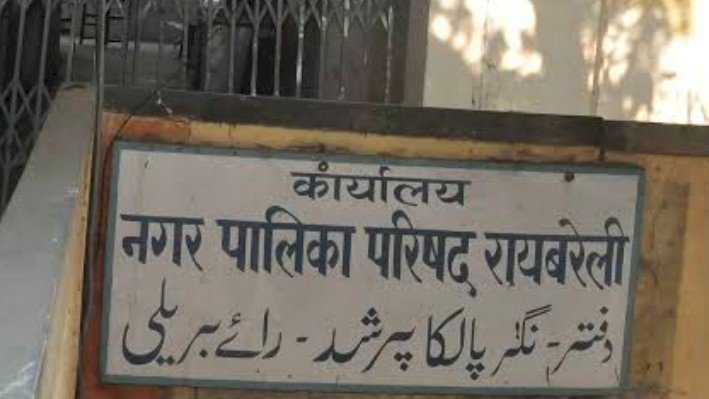 कार्यालय
नगर पालिका परिषद रायबरेली
دفتر - نگر پالکا پرشد - رائے بریلی